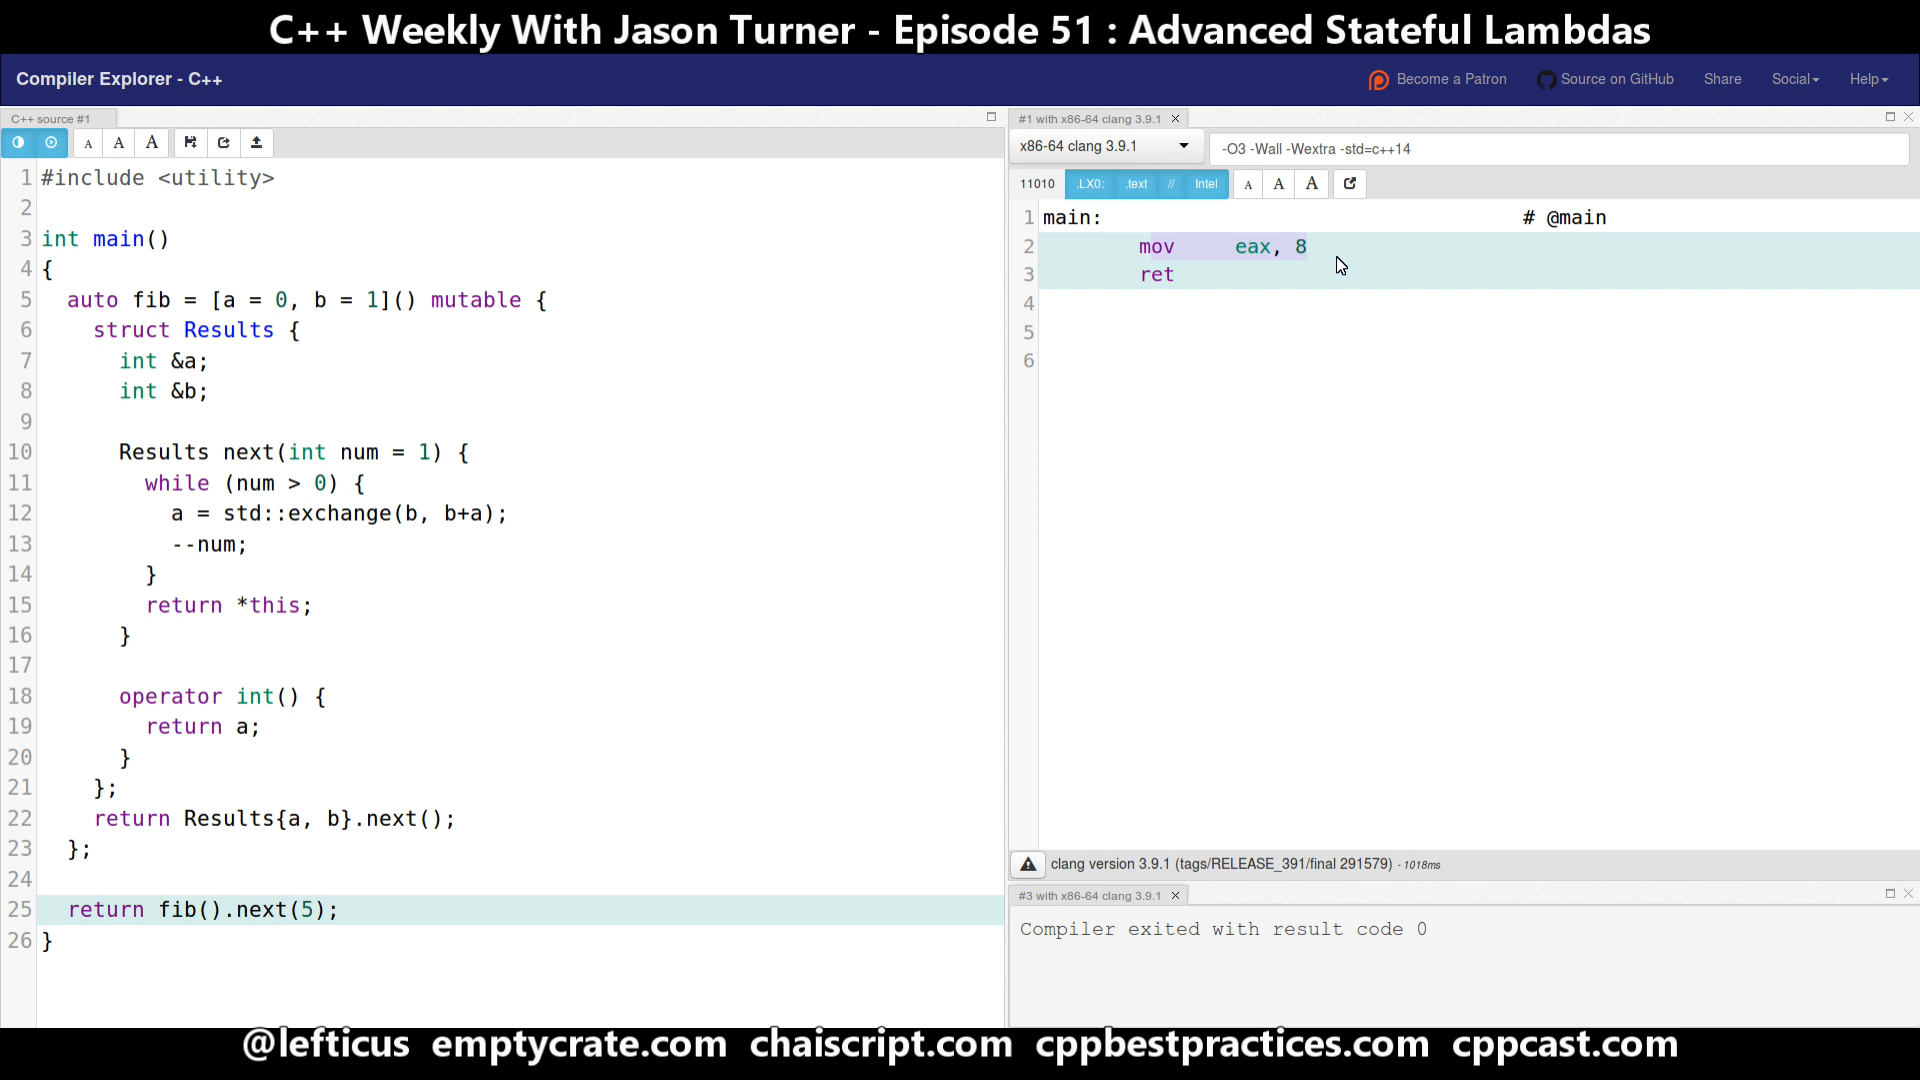 C++ Weekly With Jason Turner - Episode 51 : Advanced Stateful Lambdas
Compiler Explorer - C++
Become a Patron
Source on GitHub
Share
Social
Help
C++ source #1
A A A
1 #include <utility>
2
3 int main()
4 {
5   auto fib = [a = 0, b = 1]() mutable {
6     struct Results {
7       int &a;
8       int &b;
9
10       Results next(int num = 1) {
11         while (num > 0) {
12           a = std::exchange(b, b+a);
13           --num;
14         }
15         return *this;
16       }
17
18       operator int() {
19         return a;
20       }
21     };
22     return Results{a, b}.next();
23   };
24
25   return fib().next(5);
26 }
#1 with x86-64 clang 3.9.1 ×
x86-64 clang 3.9.1
-O3 -Wall -Wextra -std=c++14
11010 .LX0: .text // Intel A A A
1 main: # @main
2         mov     eax, 8
3         ret
4
5
6
clang version 3.9.1 (tags/RELEASE_391/final 291579) - 1018ms
#3 with x86-64 clang 3.9.1 ×
Compiler exited with result code 0
@lefticus emptycrate.com chaiscript.com cppbestpractices.com cppcast.com